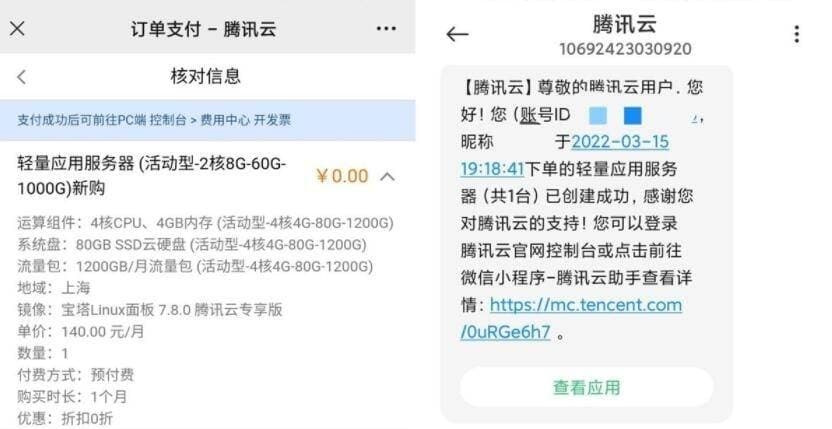 订单支付 – 腾讯云
核对信息
支付成功后可前往PC端 控制台 > 费用中心 开发票
轻量应用服务器 (活动型-2核8G-60G-
1000G)新购
￥0.00
运算组件：4核CPU、4GB内存 (活动型-4核4G-80G-1200G)
系统盘：80GB SSD云硬盘 (活动型-4核4G-80G-1200G)
流量包：1200GB/月流量包 (活动型-4核4G-80G-1200G)
地域：上海
镜像：宝塔Linux面板 7.8.0 腾讯云专享版
单价：140.00 元/月
数量：1
付费方式：预付费
购买时长：1个月
优惠：折扣0折
腾讯云
10692423030920
【腾讯云】尊敬的腾讯云用户，您
好！您（账号ID
，
昵称 于2022-03-15
19:18:41下单的轻量应用服务
器（共1台）已创建成功，感谢您
对腾讯云的支持！您可以登录
腾讯云官网控制台或点击前往
微信小程序-腾讯云助手查看详
情：https://mc.tencent.com
/0uRGe6h7 。
查看应用